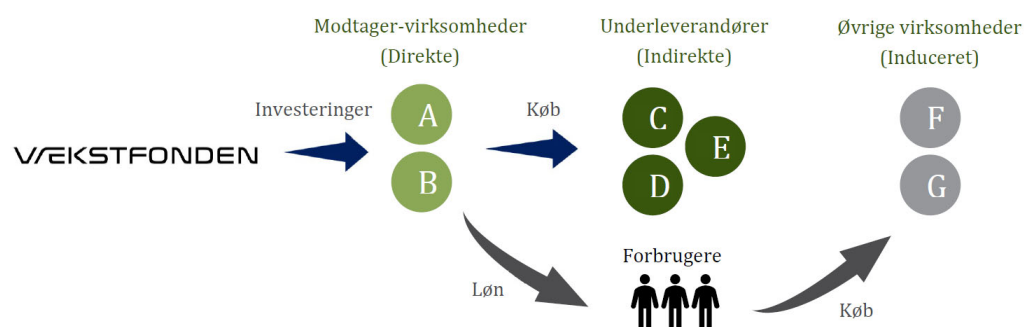 Modtager-virksomheder
(Direkte)
Underleverandører
(Indirekte)
Øvrige virksomheder
(Induceret)
Investeringer
A
B
Køb
C
D
E
F
G
VÆKSTFONDEN
Løn
Forbrugere
Køb